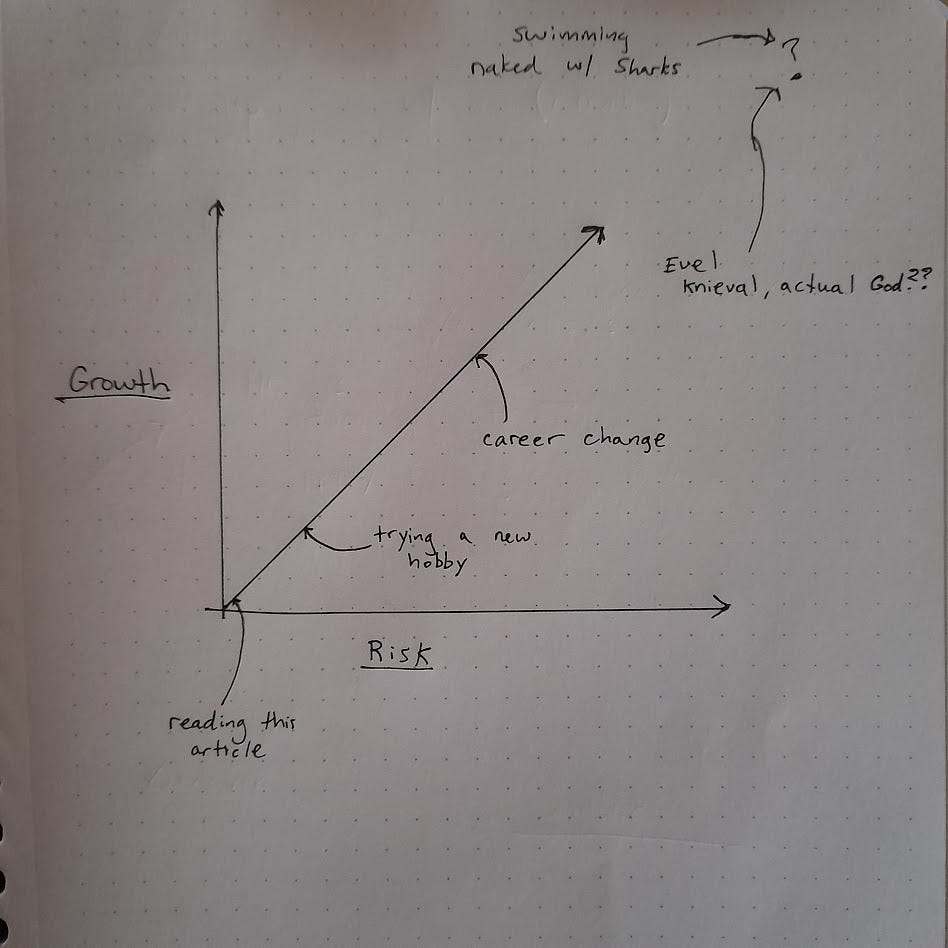 swimming
naked w/ sharks
?
Evel
Knieval, actual God??
Growth
career change
trying a new
hobby
Risk
reading this
article